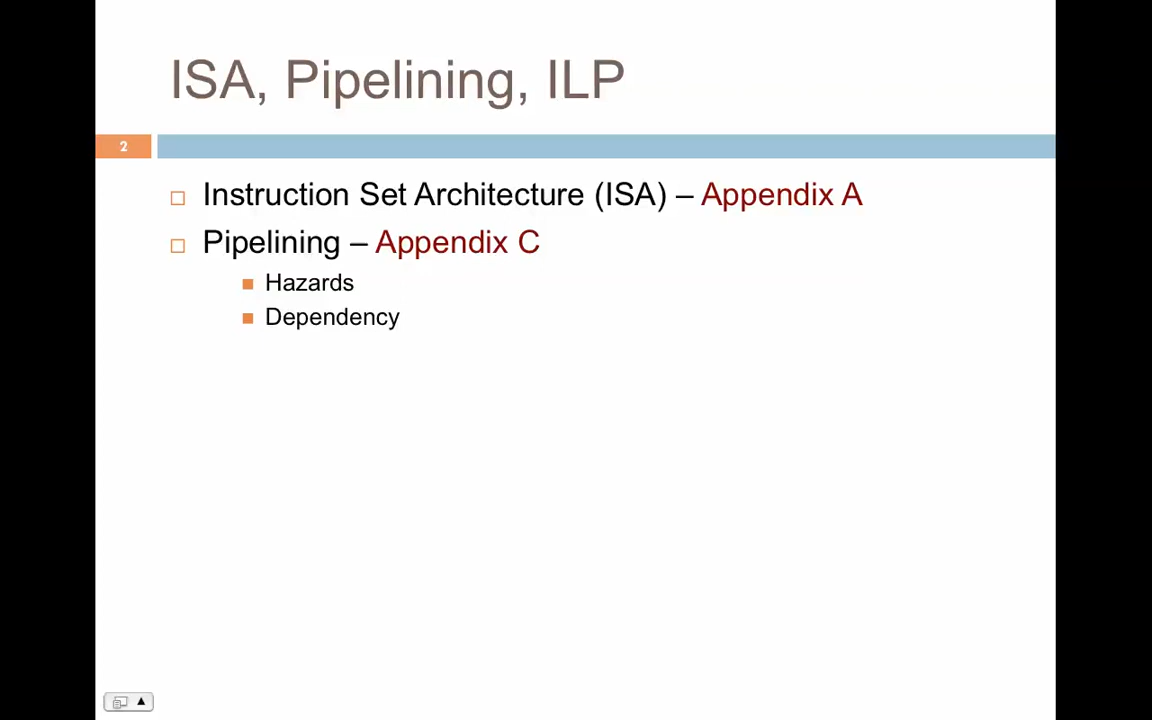 ISA, Pipelining, ILP
2
Instruction Set Architecture (ISA) – Appendix A
Pipelining – Appendix C
Hazards
Dependency